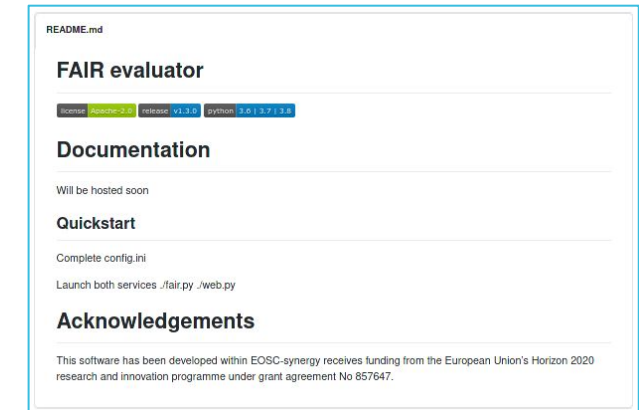 README.md
FAIR evaluator
license Apache-2.0 release v1.3.0 python 3.6 | 3.7 | 3.8
Documentation
Will be hosted soon
Quickstart
Complete config.ini
Launch both services ./fair.py ./web.py
Acknowledgements
This software has been developed within EOSC-synergy receives funding from the European Union's Horizon 2020
research and innovation programme under grant agreement No 857647.